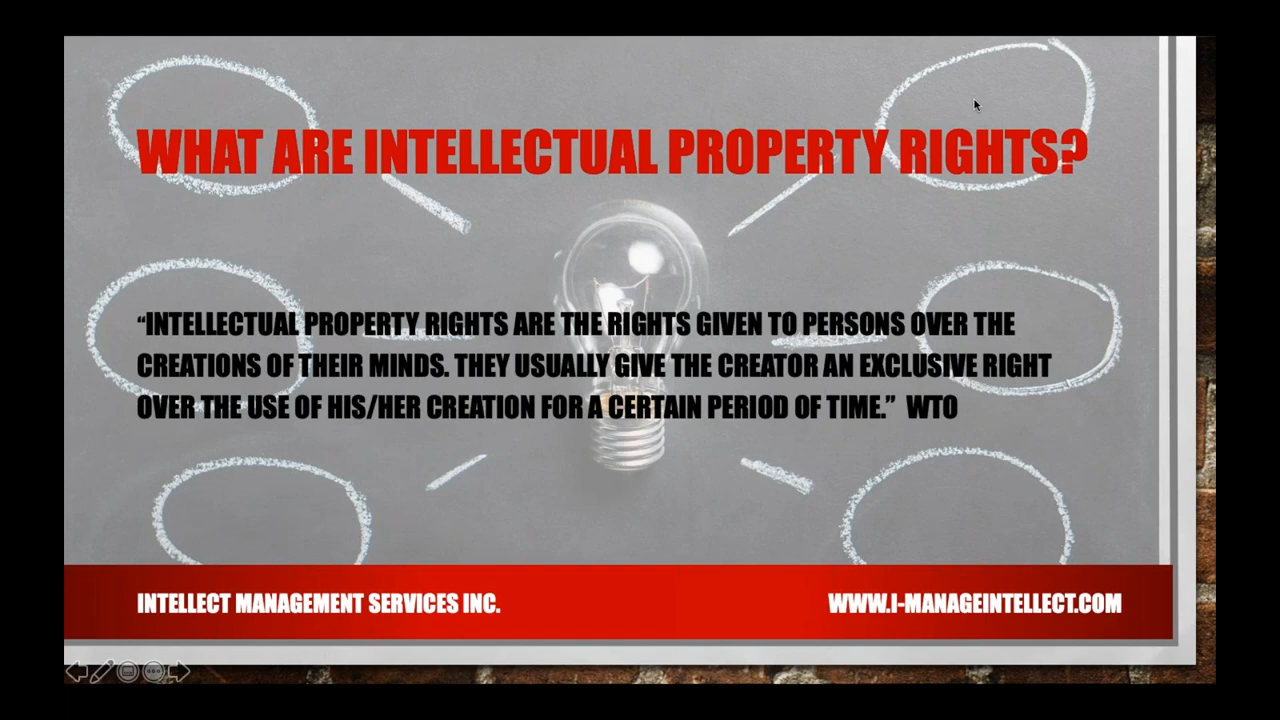 WHAT ARE INTELLECTUAL PROPERTY RIGHTS?
“INTELLECTUAL PROPERTY RIGHTS ARE THE RIGHTS GIVEN TO PERSONS OVER THE
CREATIONS OF THEIR MINDS. THEY USUALLY GIVE THE CREATOR AN EXCLUSIVE RIGHT
OVER THE USE OF HIS/HER CREATION FOR A CERTAIN PERIOD OF TIME.” WTO
INTELLECT MANAGEMENT SERVICES INC.
WWW.I-MANAGEINTELLECT.COM